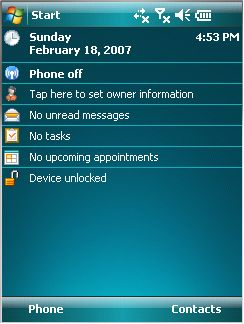 Start
Sunday 4:53 PM
February 18, 2007
Phone off
Tap here to set owner information
No unread messages
No tasks
No upcoming appointments
Device unlocked
Phone Contacts